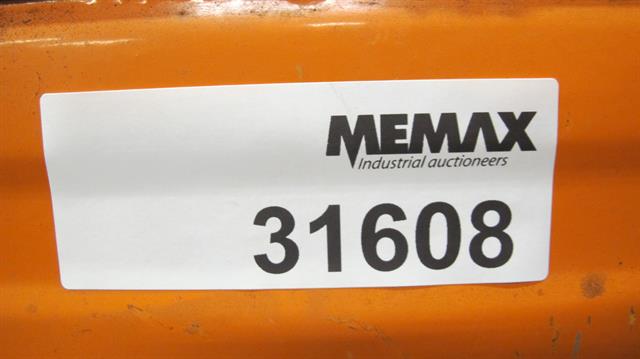 MEMAX
Industrial auctioneers
31608